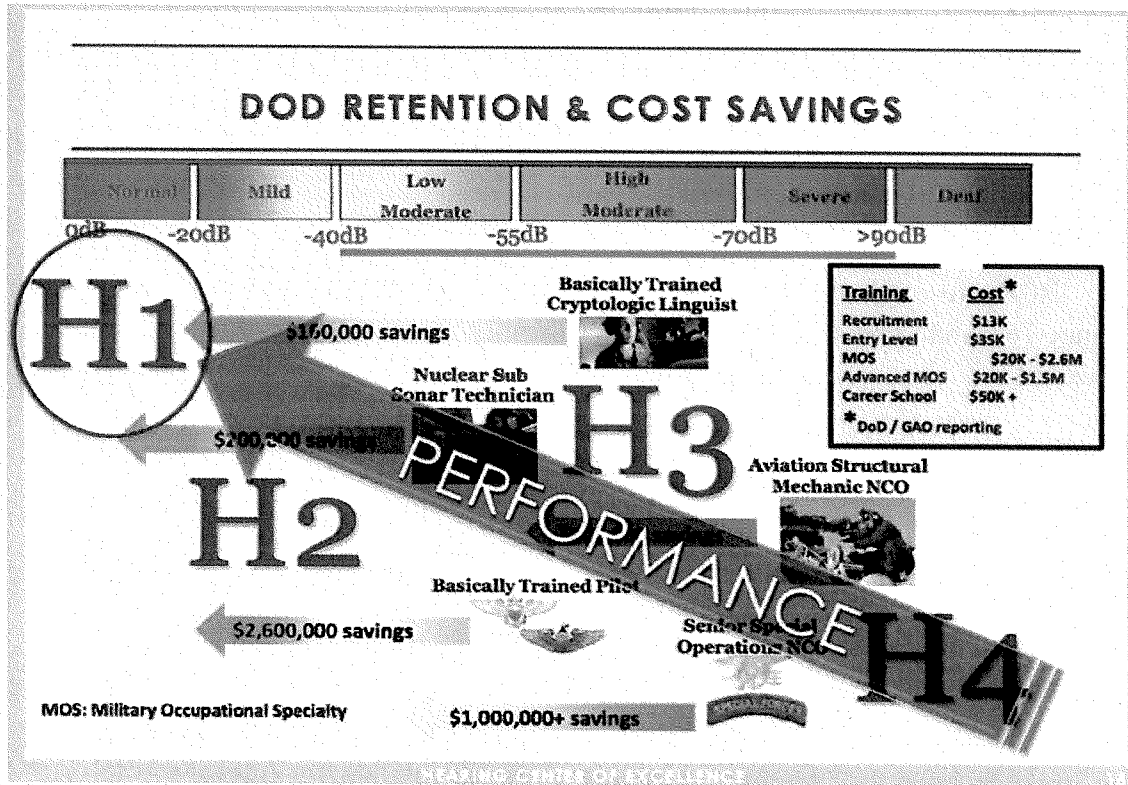 DOD RETENTION & COST SAVINGS
Normal
Mild
Low
Moderate
High
Moderate
Severe
Deaf
0dB
-20dB
-40dB
-55dB
-70dB
>90dB
H1
$160,000 savings
Basically Trained
Cryptologic Linguist
Training Cost*
Recruitment $13K
Entry Level $35K
MOS $20K - $2.6M
Advanced MOS $20K - $1.5M
Career School $50K +
*DoD / GAO reporting
Nuclear Sub
Sonar Technician
$200,000 savings
H3
H2
PERFORMANCE
Aviation Structural
Mechanic NCO
Basically Trained Pilot
$2,600,000 savings
Senior Special
Operations NCO
H4
MOS: Military Occupational Specialty
$1,000,000+ savings
HEARING CENTER OF EXCELLENCE